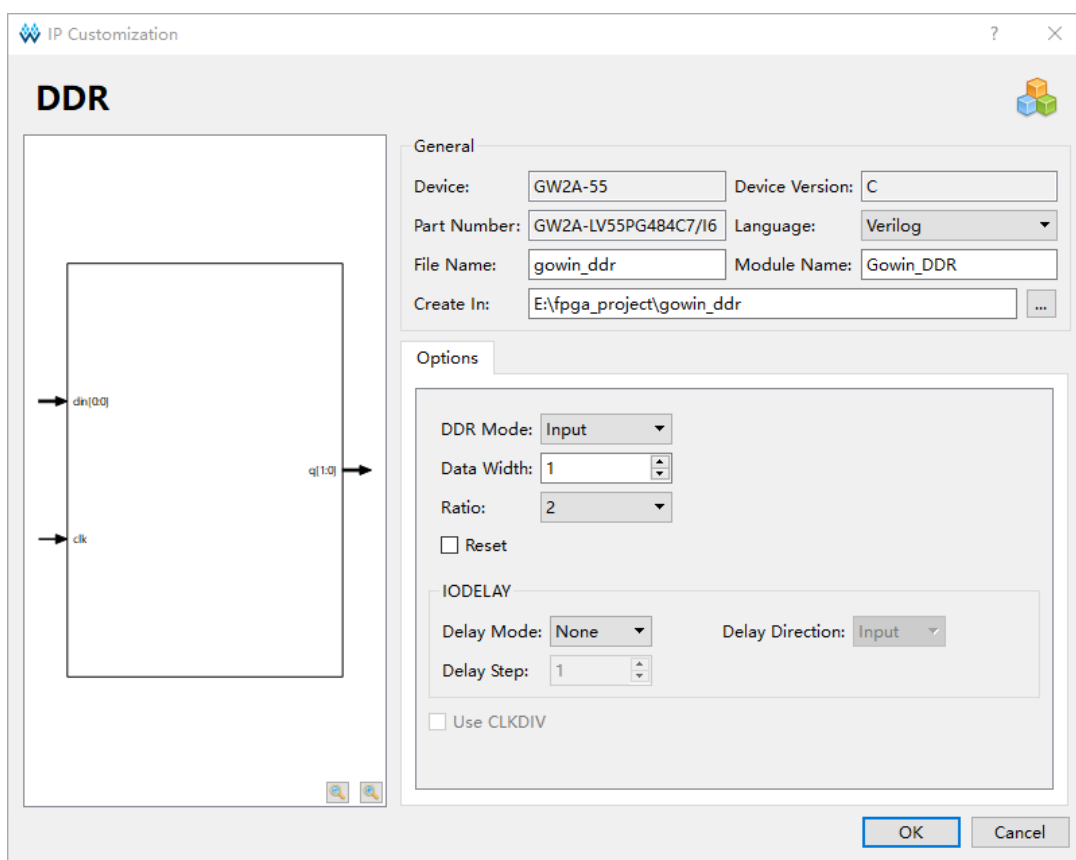 IP Customization ?
DDR
General
Device: GW2A-55 Device Version: C
Part Number: GW2A-LV55PG484C7/I6 Language: Verilog
File Name: gowin_ddr Module Name: Gowin_DDR
Create In: E:\fpga_project\gowin_ddr ...
Options
din[0:0]
DDR Mode: Input
q[1:0]
Data Width: 1
Ratio: 2
clk
Reset
IODELAY
Delay Mode: None Delay Direction: Input
Delay Step: 1
Use CLKDIV
OK Cancel